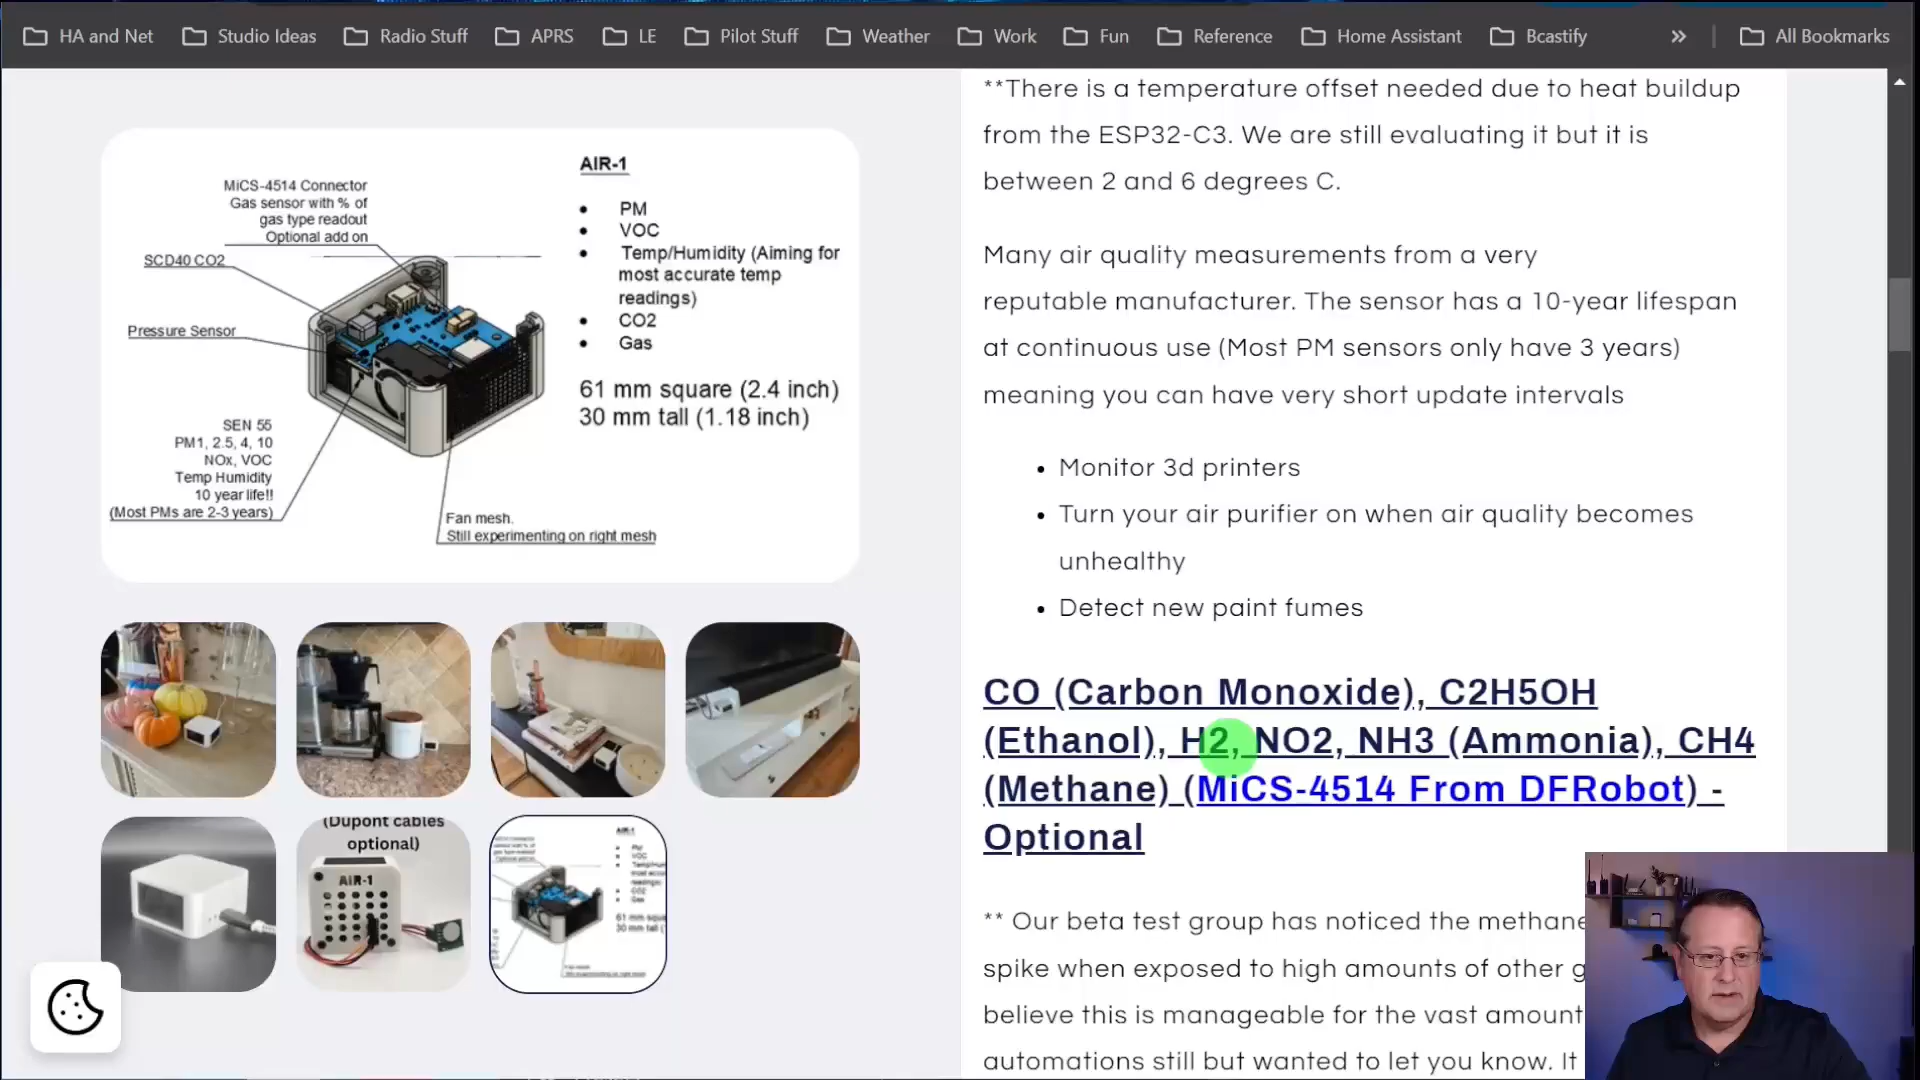 HA and Net
Studio Ideas
Radio Stuff
APRS
LE
Pilot Stuff
Weather
Work
Fun
Reference
Home Assistant
Bcastify
»
All Bookmarks
MiCS-4514 Connector
Gas sensor with % of
gas type readout
Optional add on
SCD40 CO2
Pressure Sensor
SEN 55
PM1, 2.5, 4, 10
NOx, VOC
Temp Humidity
10 year life!!
(Most PMs are 2-3 years)
Fan mesh.
Still experimenting on right mesh
AIR-1
• PM
• VOC
• Temp/Humidity (Aiming for
most accurate temp
readings)
• CO2
• Gas
61 mm square (2.4 inch)
30 mm tall (1.18 inch)
(Dupont cables
optional)
AIR-1
**There is a temperature offset needed due to heat buildup
from the ESP32-C3. We are still evaluating it but it is
between 2 and 6 degrees C.
Many air quality measurements from a very
reputable manufacturer. The sensor has a 10-year lifespan
at continuous use (Most PM sensors only have 3 years)
meaning you can have very short update intervals
• Monitor 3d printers
• Turn your air purifier on when air quality becomes
unhealthy
• Detect new paint fumes
CO (Carbon Monoxide), C2H5OH
(Ethanol), H2, NO2, NH3 (Ammonia), CH4
(Methane) (MiCS-4514 From DFRobot) -
Optional
** Our beta test group has noticed the methane
spike when exposed to high amounts of other g
believe this is manageable for the vast amount
automations still but wanted to let you know. It